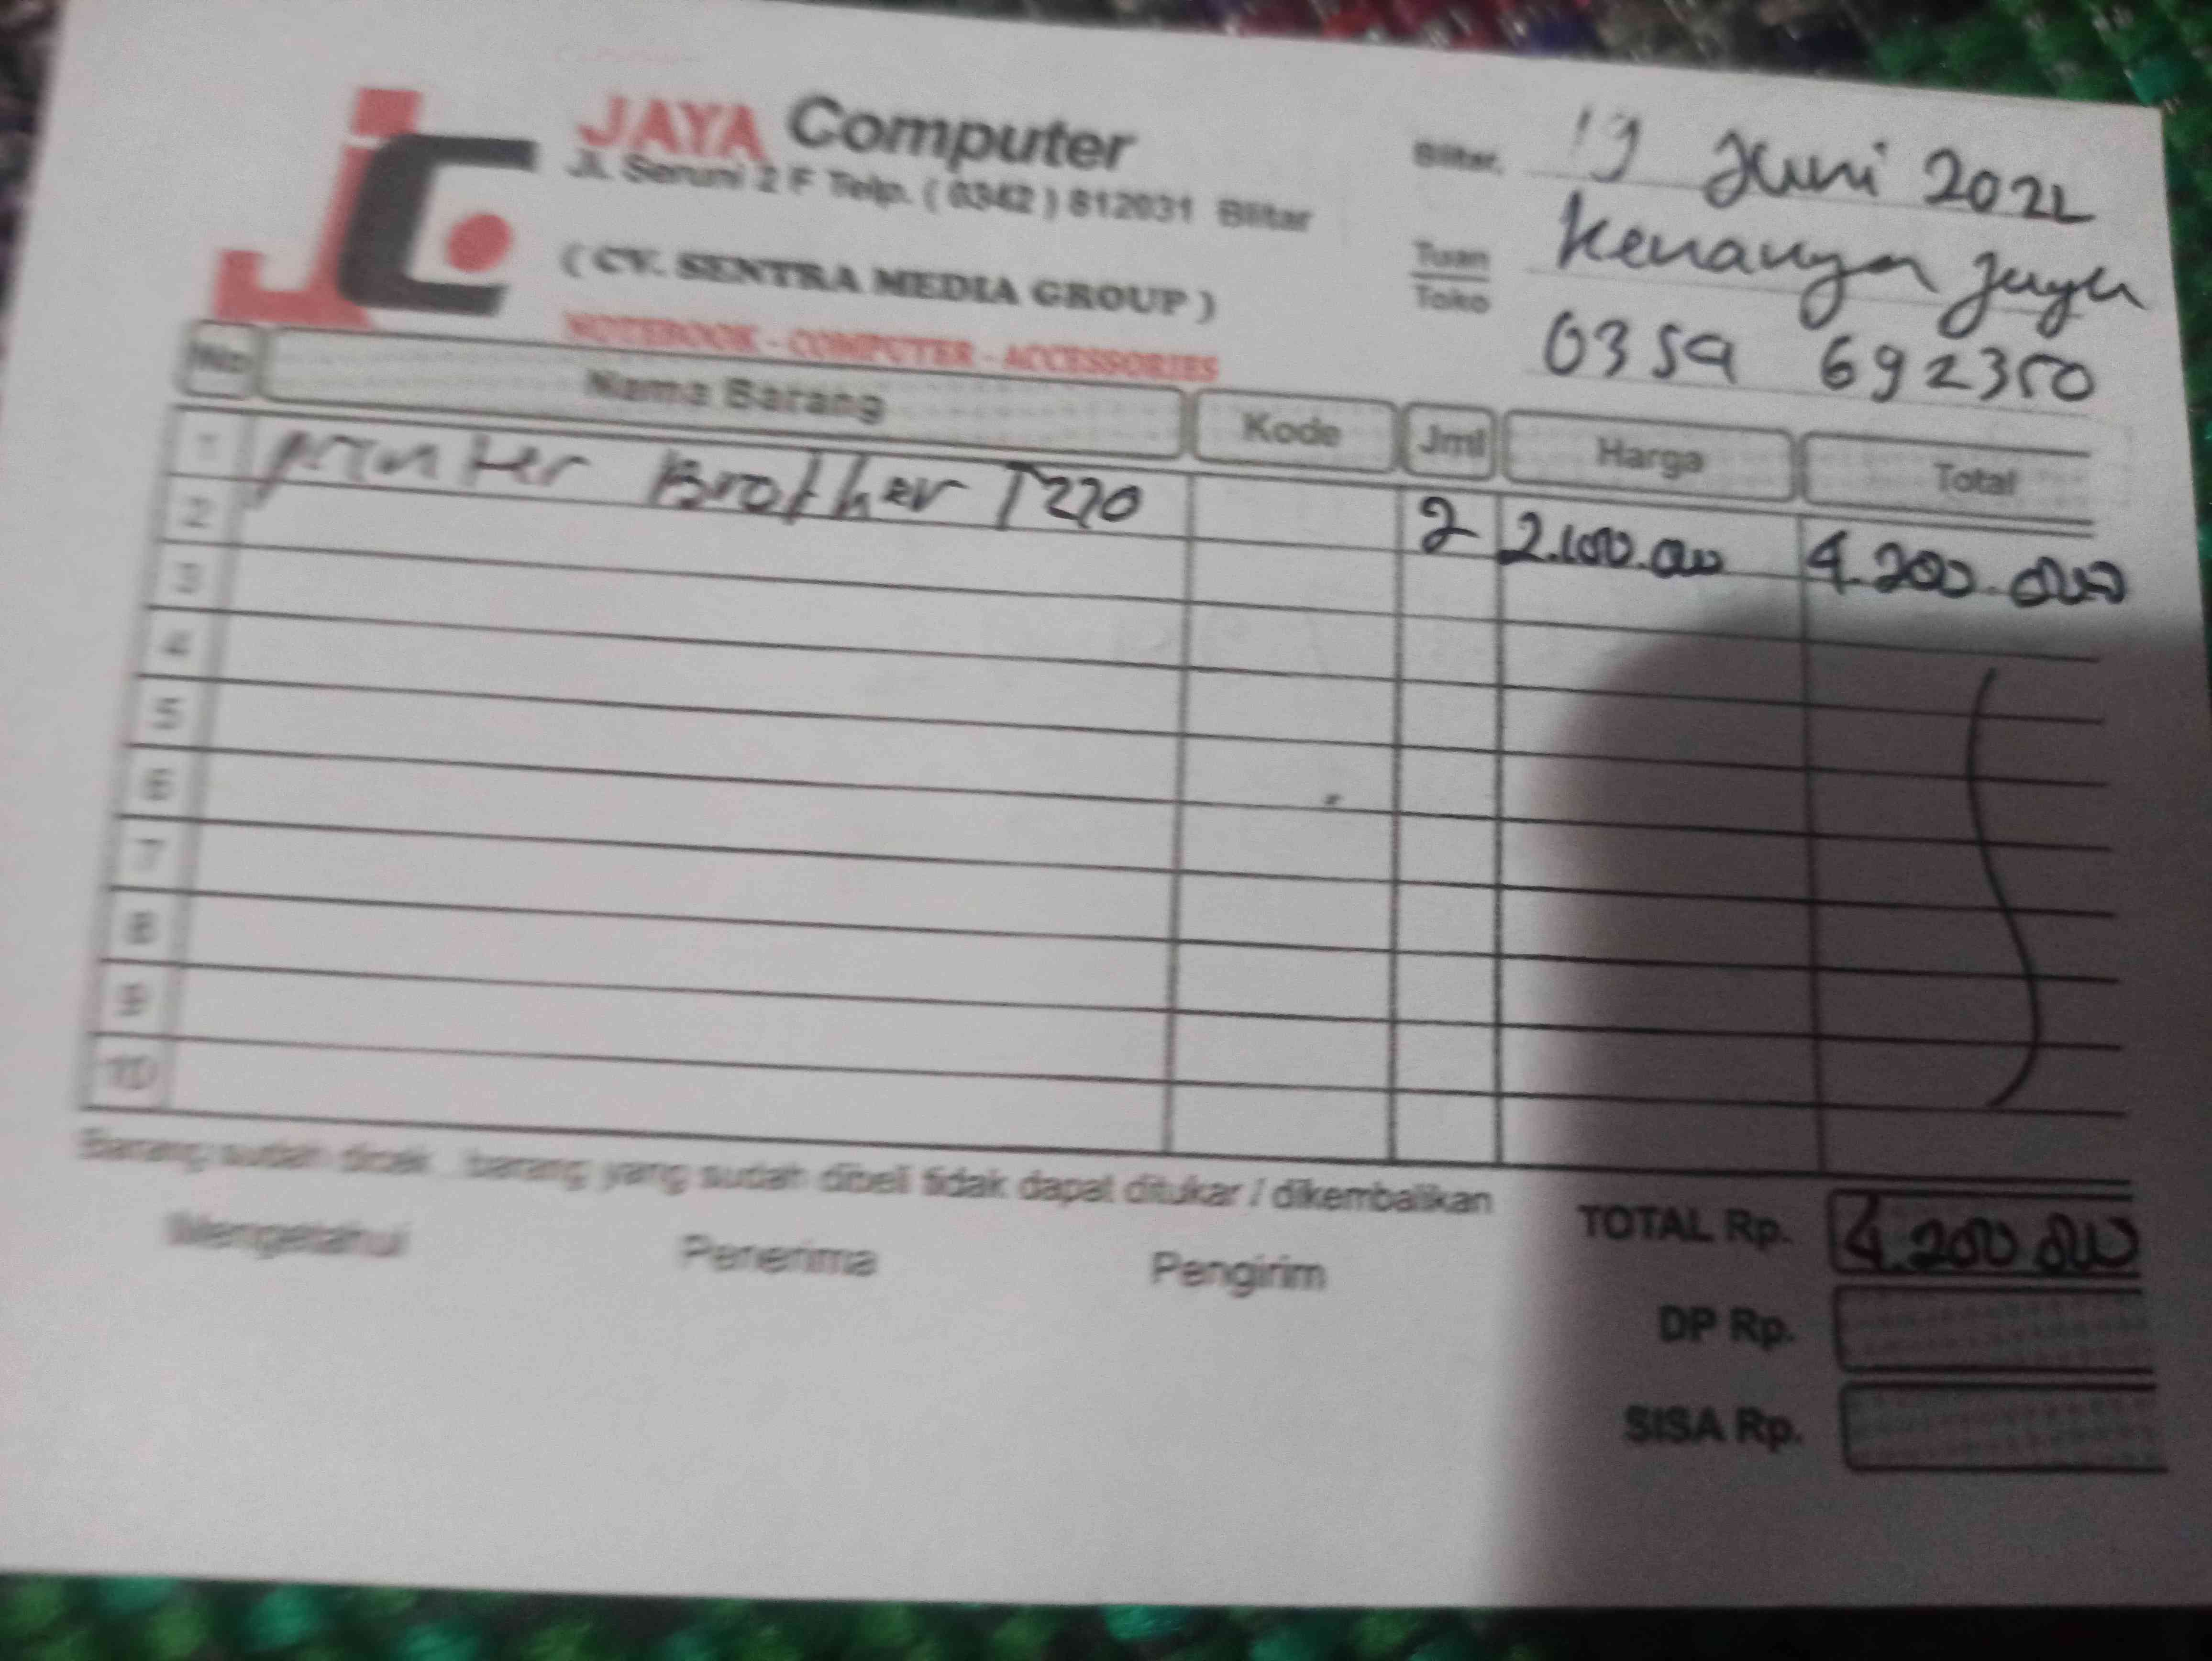 JAYA Computer
Jl. Seruni 2 F Telp. ( 0342 ) 812031 Blitar
( CV. SENTRA MEDIA GROUP )
NOTEBOOK - COMPUTER - ACCESSORIES
Blitar, 19 Juni 2022
Tuan
Toko
Kenangan
0354 692350
No Nama Barang Kode Jml Harga Total
1 printer Brother T220 2 2.100.000 4.200.000
2
3
4
5
6
7
8
9
10
Barang sudah dicek, barang yang sudah dibeli tidak dapat ditukar / dikembalikan
Mengetahui Penerima Pengirim
TOTAL Rp. 4.200.000
DP Rp.
SISA Rp.